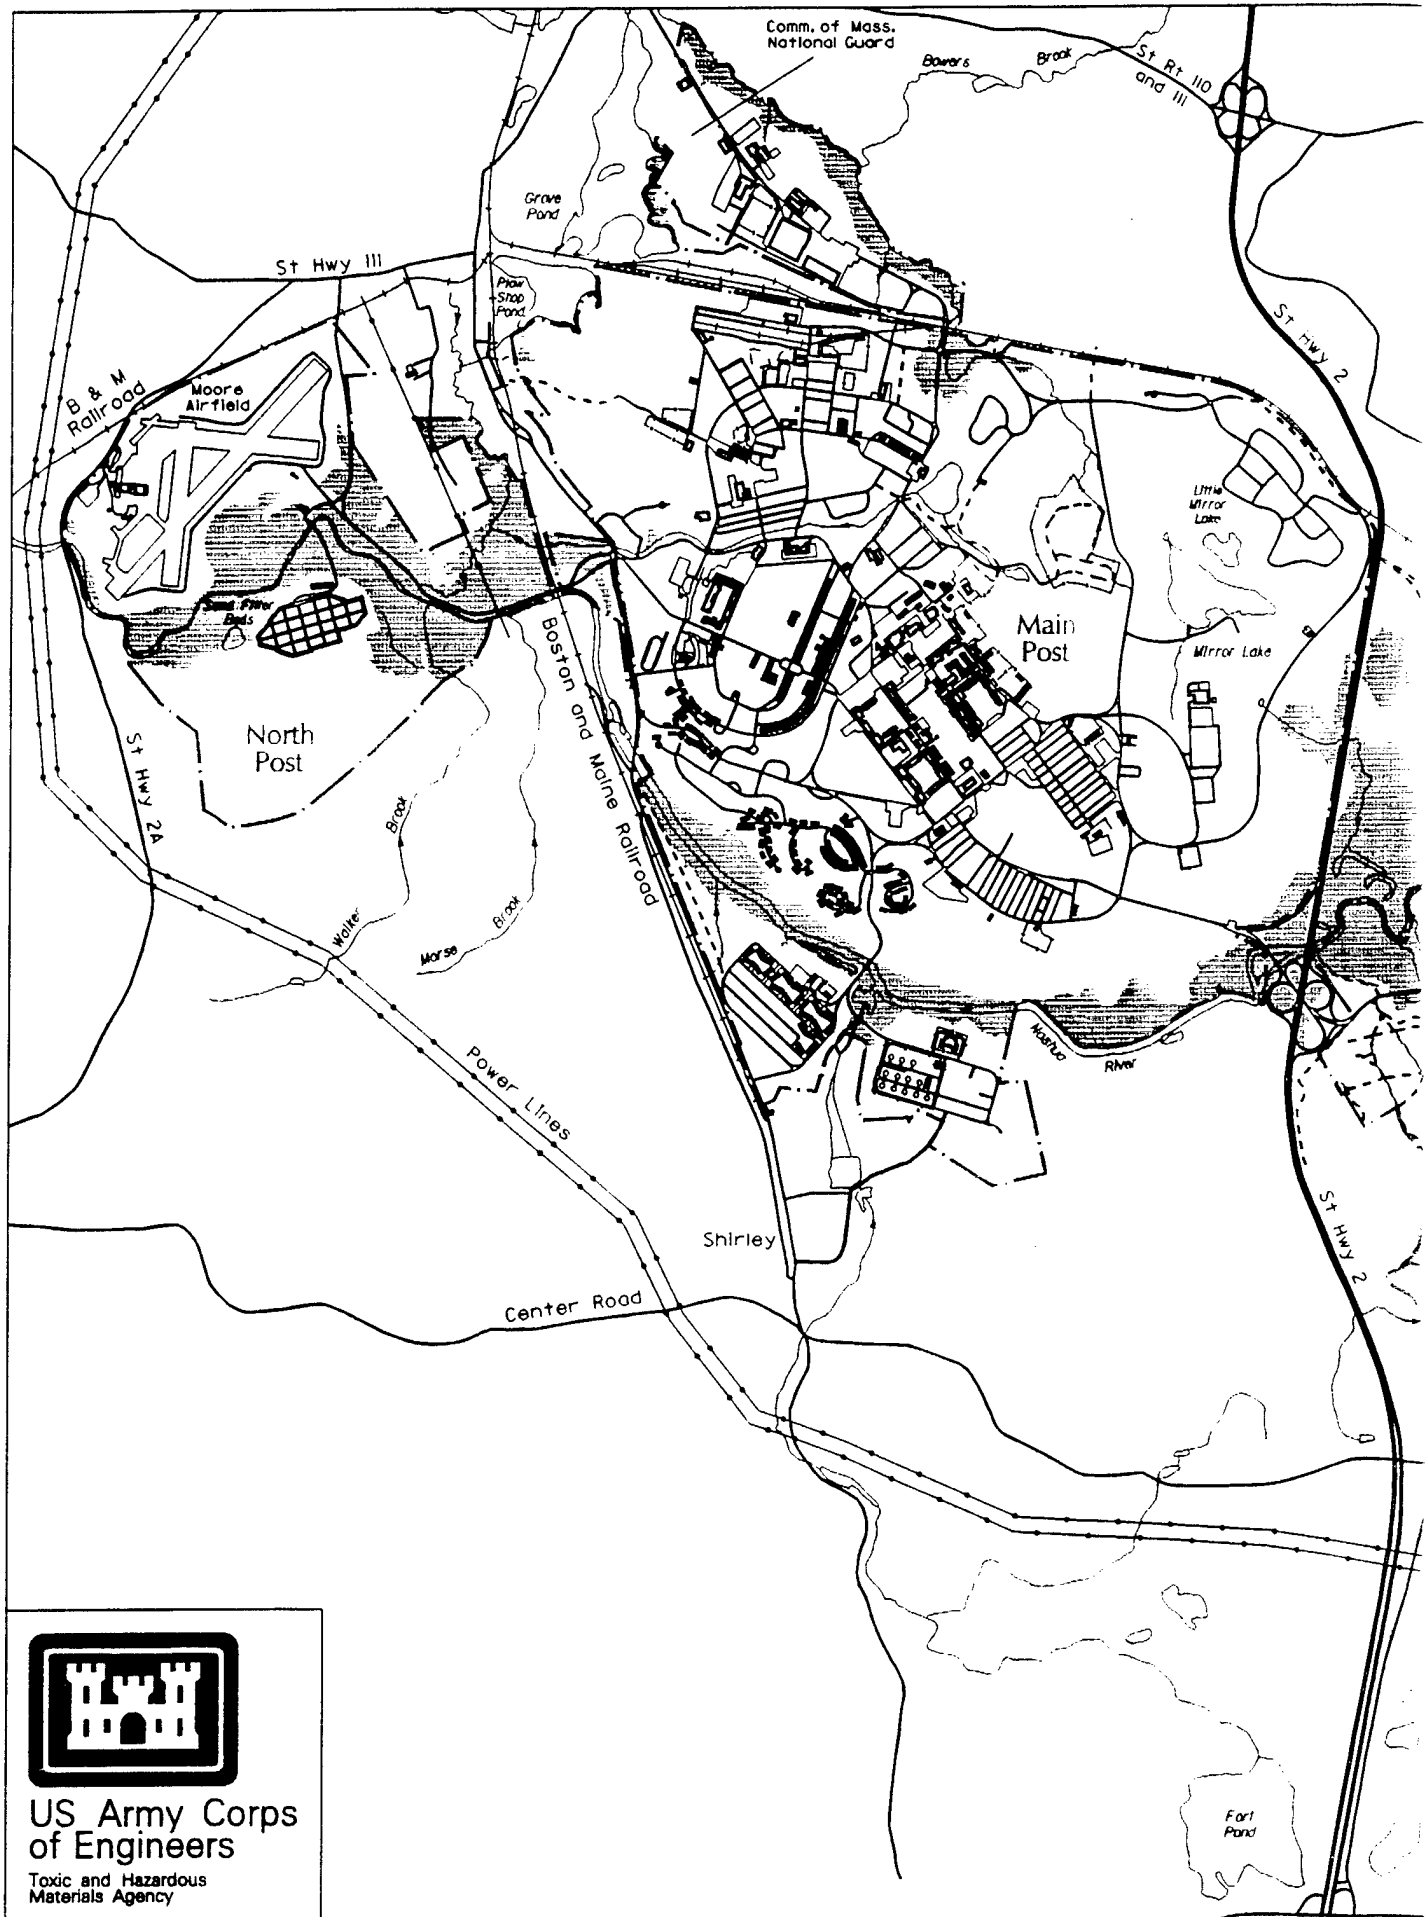 Comm. of Mass.
National Guard
Bowers
Brook
St Rt 110
and 111
Grove
Pond
St Hwy 111
Plow
Shop
Pond
St Hwy 2
B & M
Railroad
Moore
Airfield
Little
Mirror
Lake
Sand Filter
Beds
Main
Post
Mirror Lake
Boston and Maine Railroad
North
Post
St Hwy 2A
Walker
Brook
Morse
Brook
Nashua
River
Power Lines
St Hwy 2
Shirley
Center Road
Fort
Pond
US Army Corps
of Engineers
Toxic and Hazardous
Materials Agency